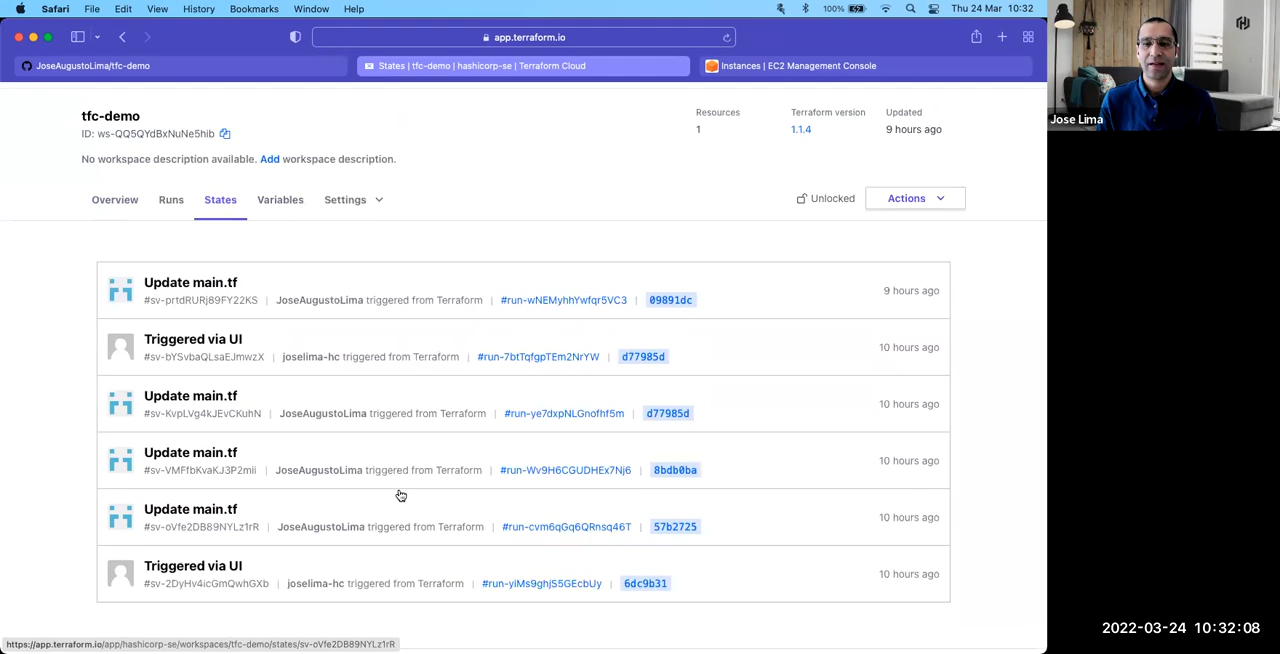 Safari File Edit View History Bookmarks Window Help 100% Thu 24 Mar 10:32
app.terraform.io
JoseAugustoLima/tfc-demo States | tfc-demo | hashicorp-se | Terraform Cloud Instances | EC2 Management Console
Jose Lima
tfc-demo
ID: ws-QQ5QYdBxNuNe5hib
Resources Terraform version Updated
1 1.1.4 9 hours ago
No workspace description available. Add workspace description.
Overview Runs States Variables Settings Unlocked Actions
Update main.tf
#sv-prtdRURj89FY22KS | JoseAugustoLima triggered from Terraform | #run-wNEMyhhYwfqr5VC3 | 09891dc 9 hours ago
Triggered via UI
#sv-bYSvbaQLsaEJmwzX | joselima-hc triggered from Terraform | #run-7btTqfgpTEm2NrYW | d77985d 10 hours ago
Update main.tf
#sv-KvpLVg4kJEvCKuhN | JoseAugustoLima triggered from Terraform | #run-ye7dxpNLGnofhf5m | d77985d 10 hours ago
Update main.tf
#sv-VMFfbKvaKJ3P2mii | JoseAugustoLima triggered from Terraform | #run-Wv9H6CGUDHEx7Nj6 | 8bdb0ba 10 hours ago
Update main.tf
#sv-oVfe2DB89NYLz1rR | JoseAugustoLima triggered from Terraform | #run-cvm6qGq6QRnsq46T | 57b2725 10 hours ago
Triggered via UI
#sv-2DyHv4icGmQwhGXb | joselima-hc triggered from Terraform | #run-yiMs9ghjS5GEcbUy | 6dc9b31 10 hours ago
https://app.terraform.io/app/hashicorp-se/workspaces/tfc-demo/states/sv-oVfe2DB89NYLz1rR
2022-03-24 10:32:08